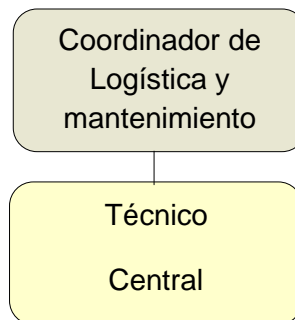 Coordinador de
Logística y
mantenimiento
Técnico
Central